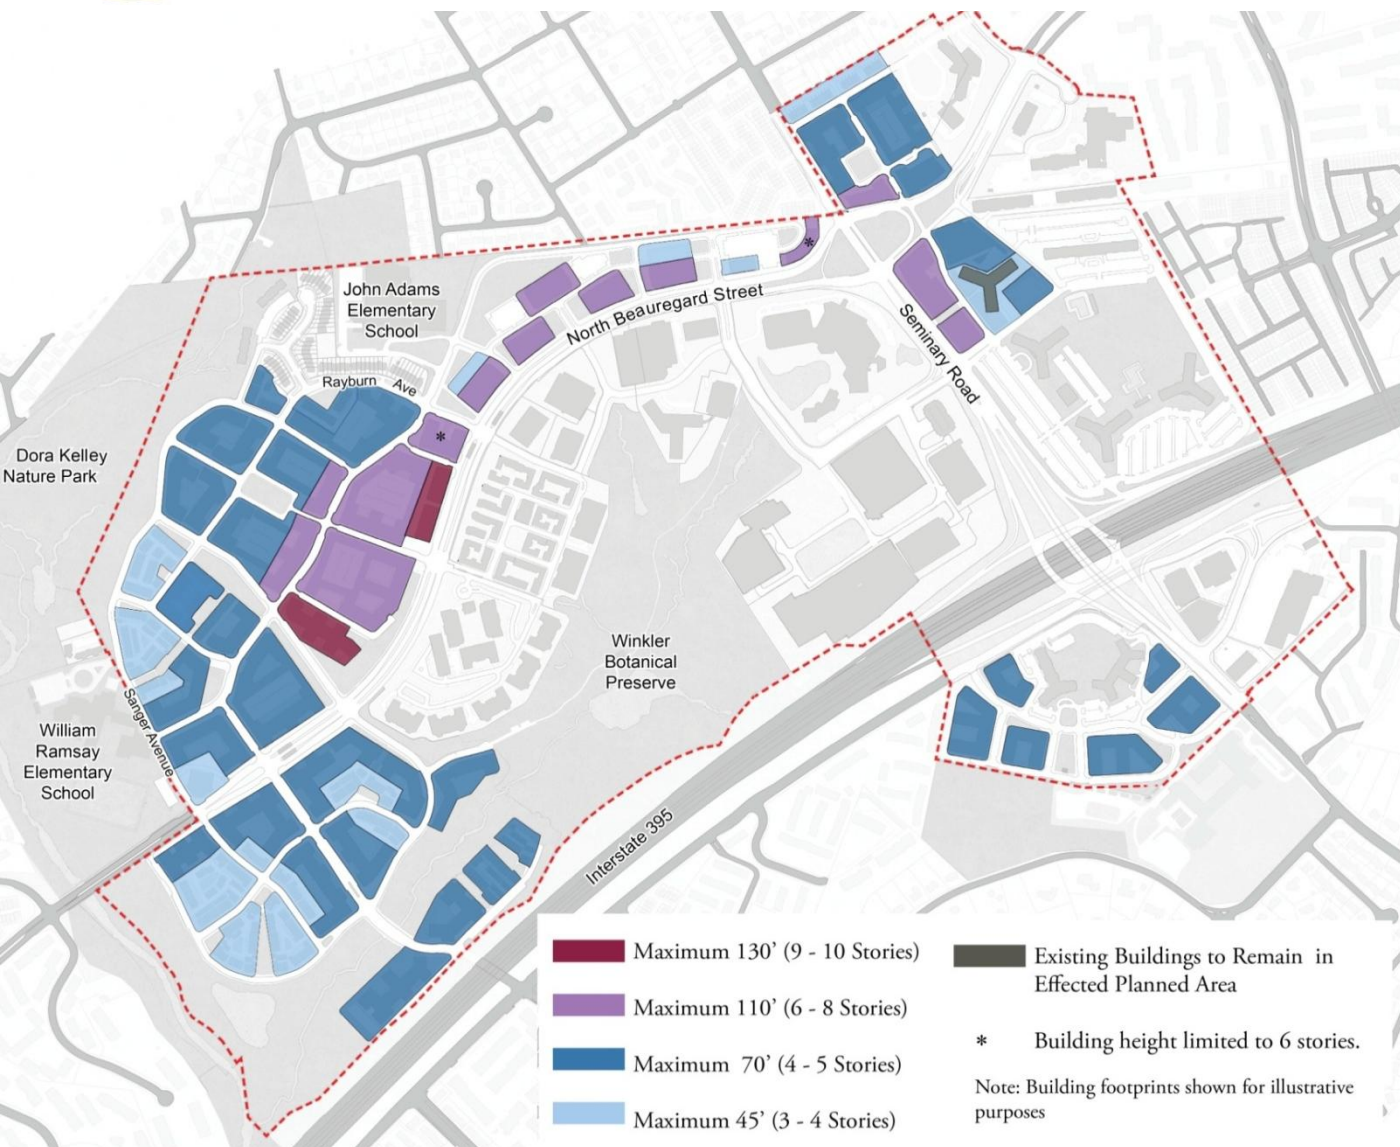 John Adams
Elementary
School
North Beauregard Street
Seminary Road
Rayburn Ave
*
*
Dora Kelley
Nature Park
Winkler
Botanical
Preserve
Sanger Avenue
William
Ramsay
Elementary
School
Interstate 395
Maximum 130’ (9 - 10 Stories)
Maximum 110’ (6 - 8 Stories)
Maximum 70’ (4 - 5 Stories)
Maximum 45’ (3 - 4 Stories)
Existing Buildings to Remain in
Effected Planned Area
* Building height limited to 6 stories.
Note: Building footprints shown for illustrative
purposes